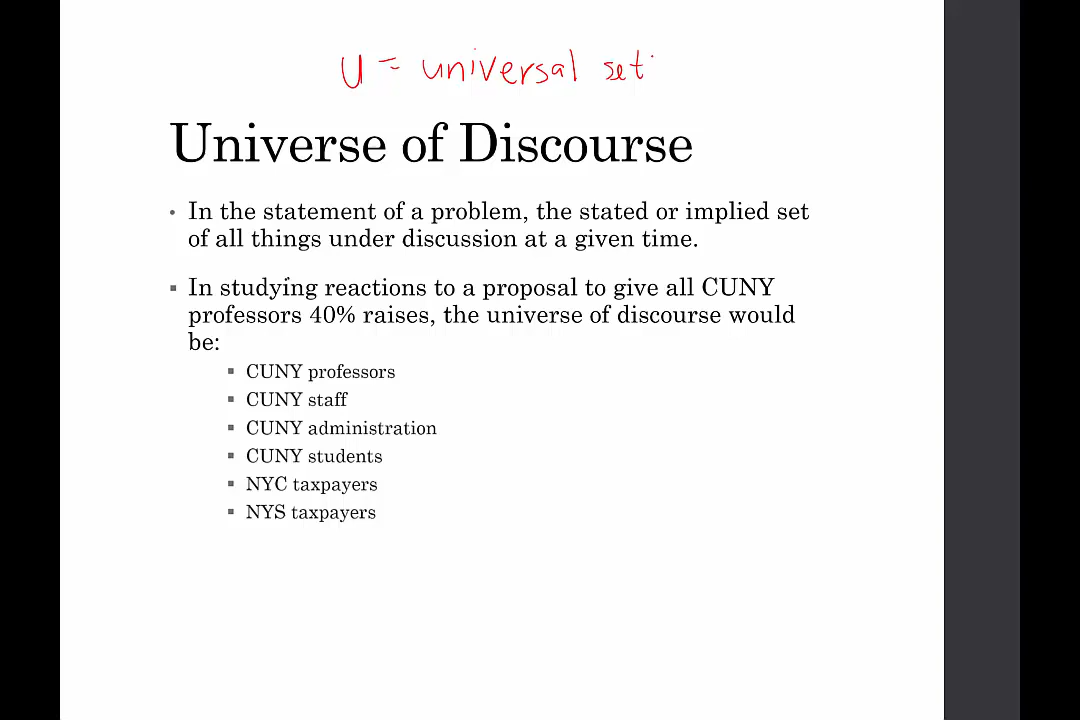 U = universal set
Universe of Discourse
• In the statement of a problem, the stated or implied set
of all things under discussion at a given time.
▪ In studying reactions to a proposal to give all CUNY
professors 40% raises, the universe of discourse would
be:
▪ CUNY professors
▪ CUNY staff
▪ CUNY administration
▪ CUNY students
▪ NYC taxpayers
▪ NYS taxpayers